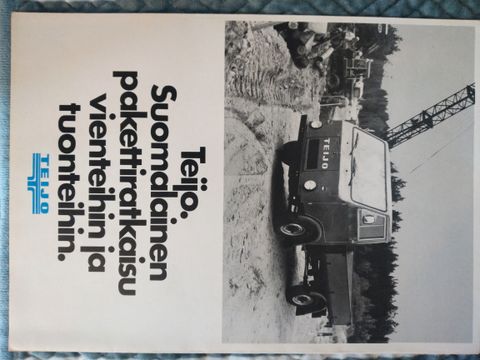 Teijo.
Suomalainen
pakettiratkaisu
vienteihin ja
tuonteihin.
TEIJO
TEIJO